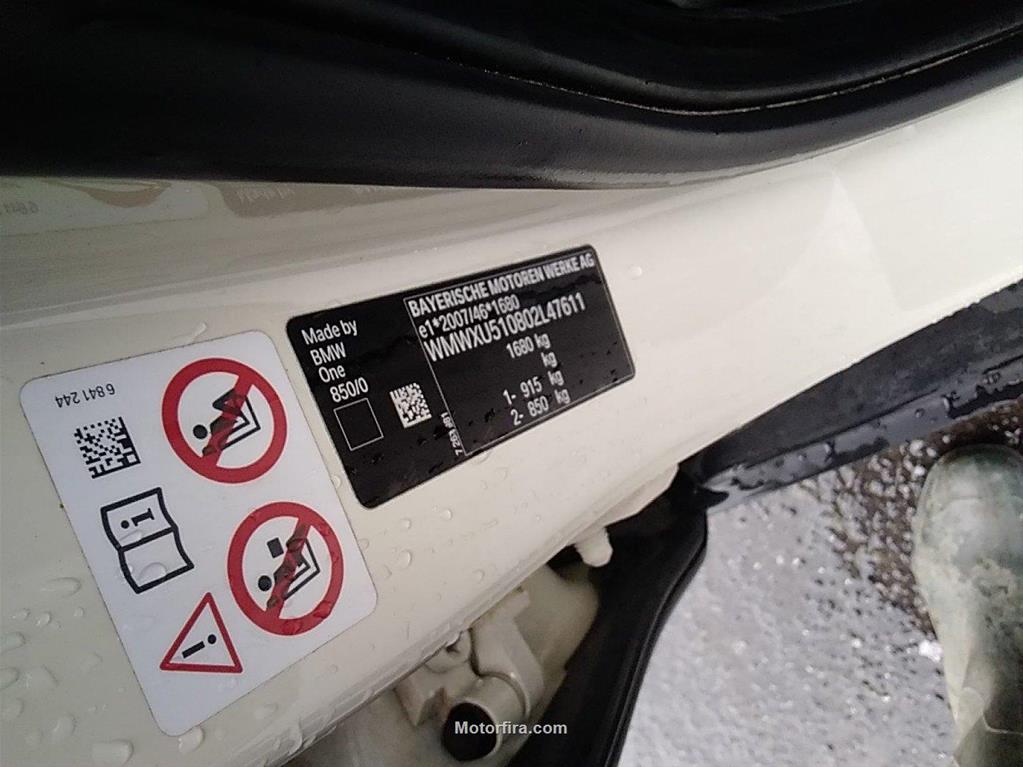 6 841 244
Made by
BMW
One
850/0
BAYERISCHE MOTOREN WERKE AG
e1*2007/46*1680
WMWXU510802L47611
1680 kg
kg
1- 915 kg
2- 850 kg
Motorfira.com